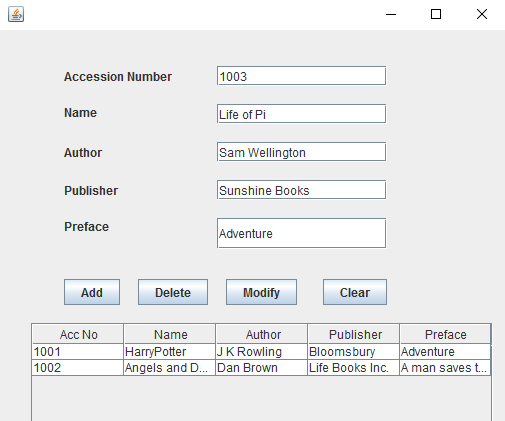 Accession Number 1003
Name Life of Pi
Author Sam Wellington
Publisher Sunshine Books
Preface Adventure
Add Delete Modify Clear
Acc No Name Author Publisher Preface
1001 HarryPotter J K Rowling Bloomsbury Adventure
1002 Angels and D... Dan Brown Life Books Inc. A man saves t...